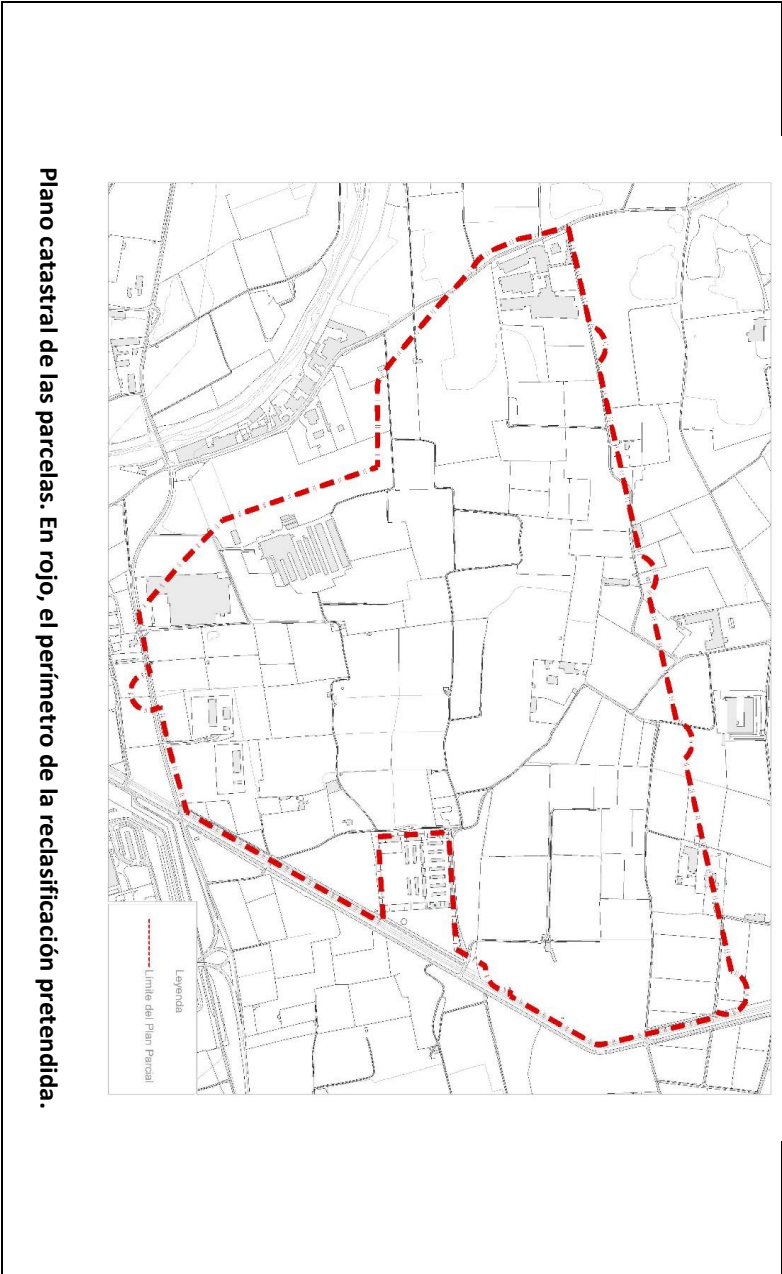 Leyenda
Límite del Plan Parcial
Plano catastral de las parcelas. En rojo, el perímetro de la reclasificación pretendida.